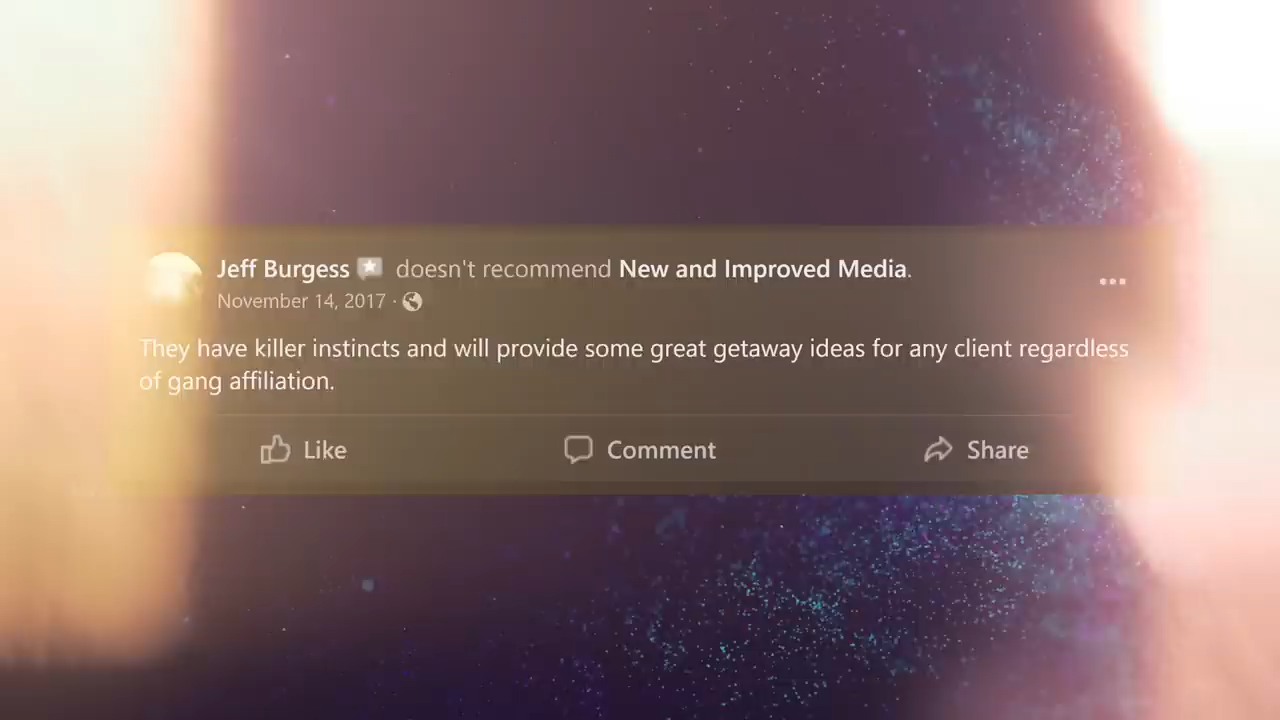 Jeff Burgess doesn't recommend New and Improved Media.
November 14, 2017 ·
They have killer instincts and will provide some great getaway ideas for any client regardless
of gang affiliation.
Like Comment Share